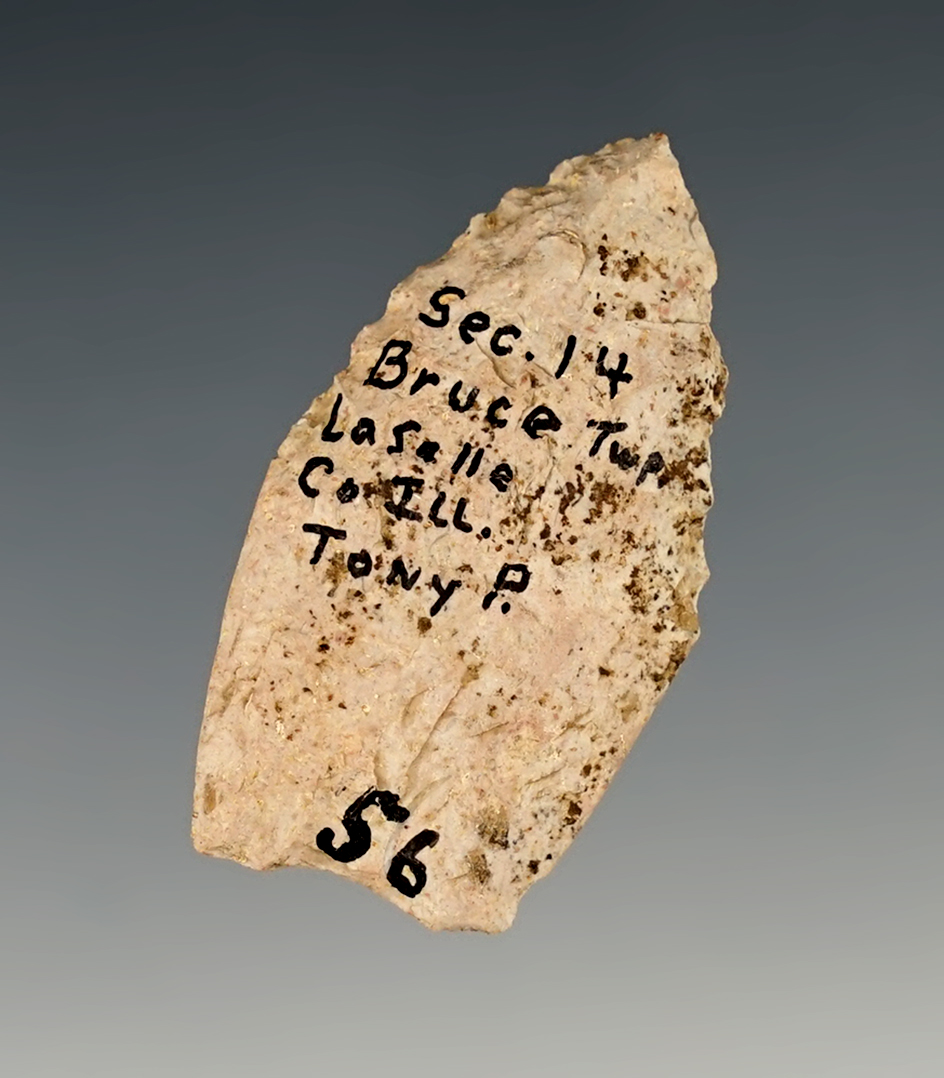 Sec. 14
Bruce Twp
Lasalle
Co ILL.
TONY P.
56